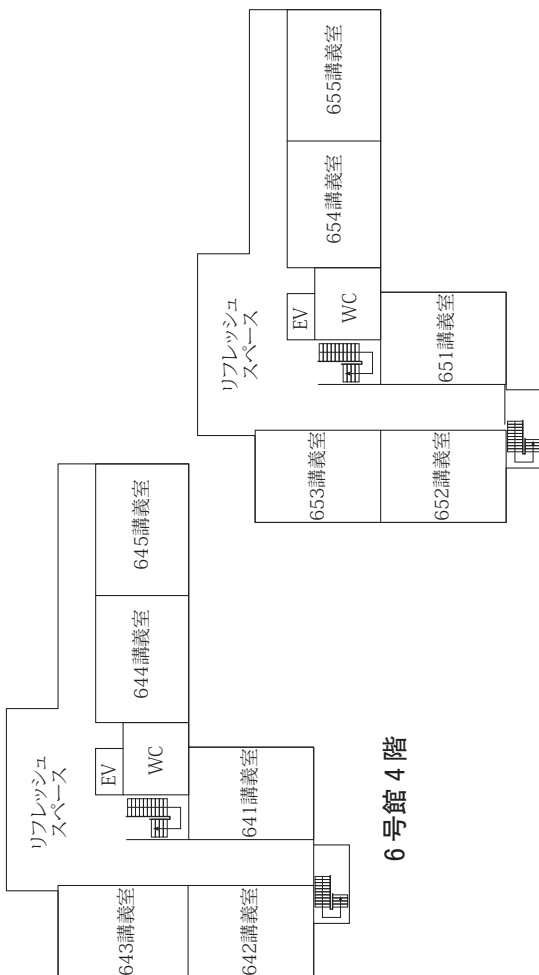 655講義室
654講義室
リフレッシュ
スペース
EV
WC
651講義室
653講義室
652講義室
645講義室
644講義室
リフレッシュ
スペース
EV
WC
641講義室
643講義室
642講義室
6号館4階